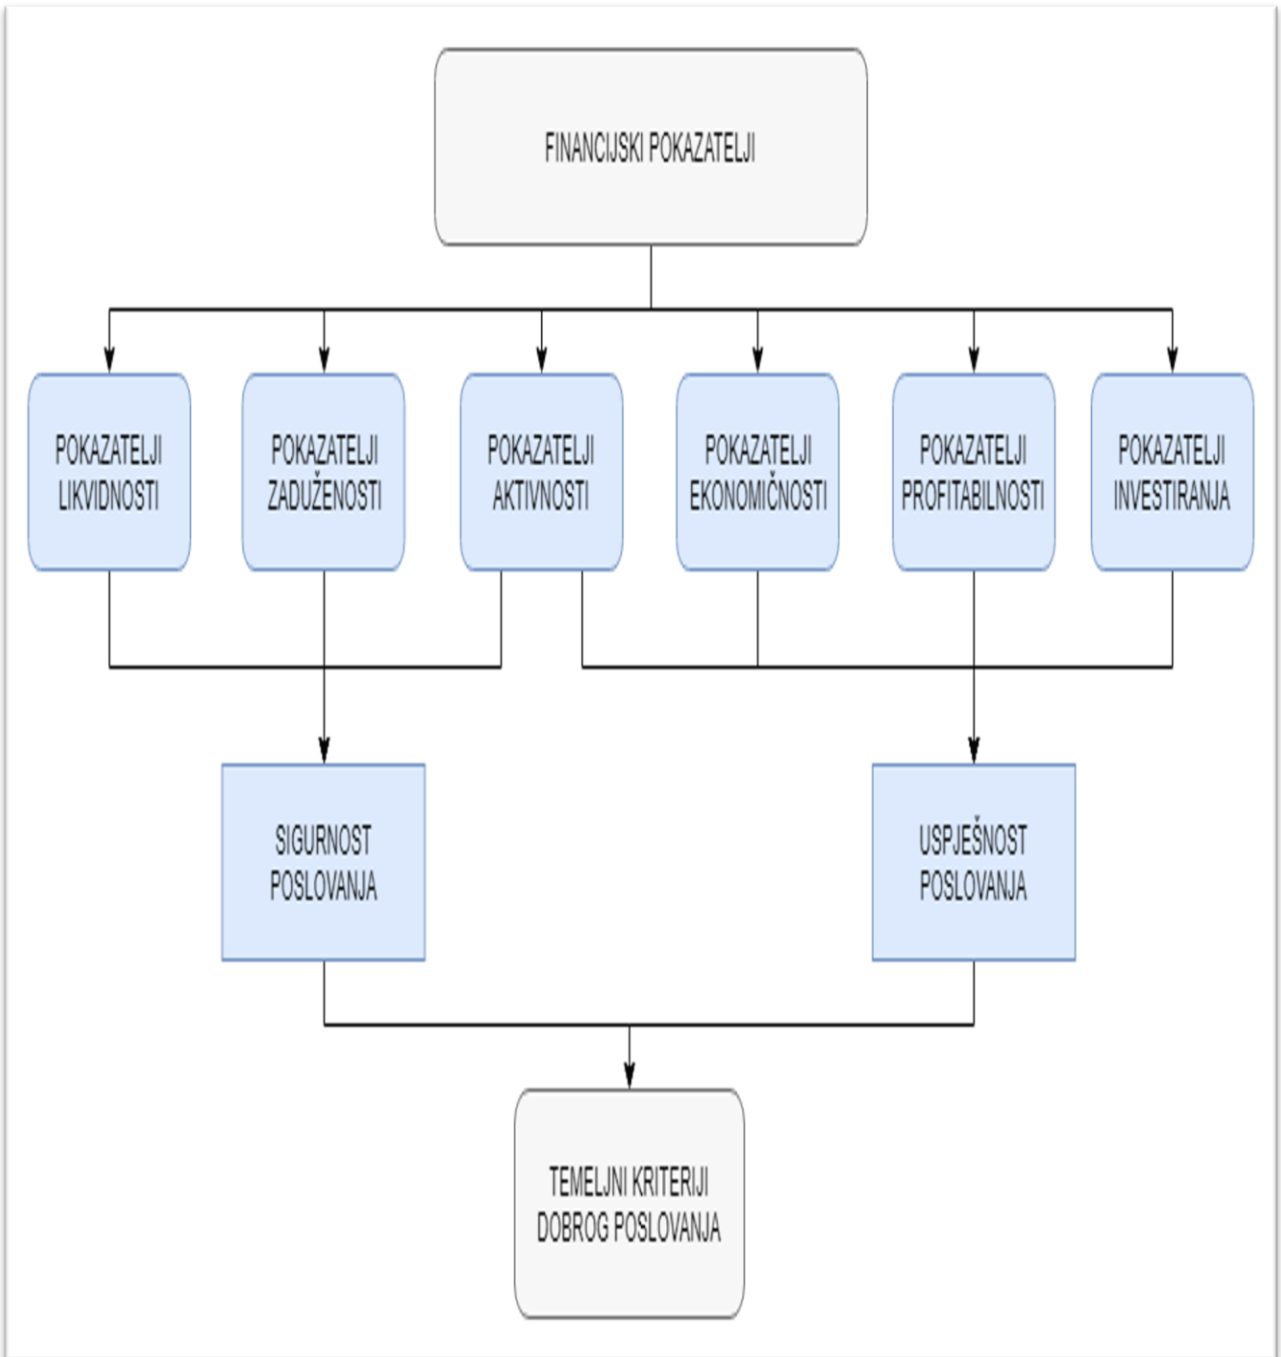 FINANCIJSKI POKAZATELJI
POKAZATELJI
LIKVIDNOSTI
POKAZATELJI
ZADUŽENOSTI
POKAZATELJI
AKTIVNOSTI
POKAZATELJI
EKONOMIČNOSTI
POKAZATELJI
PROFITABILNOSTI
POKAZATELJI
INVESTIRANJA
SIGURNOST
POSLOVANJA
USPJEŠNOST
POSLOVANJA
TEMELJNI KRITERIJI
DOBROG POSLOVANJA